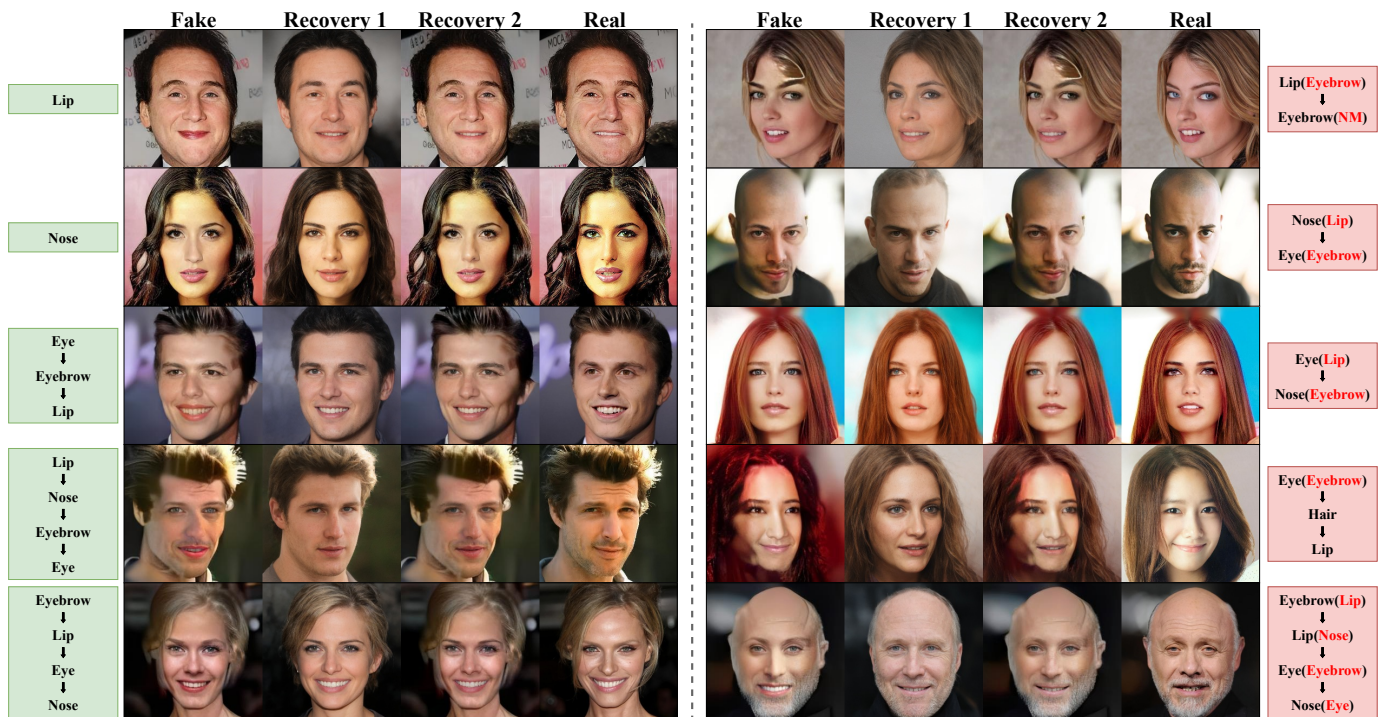 Fake Recovery 1 Recovery 2 Real
Fake Recovery 1 Recovery 2 Real
Lip
Lip(Eyebrow)
↓
Eyebrow(NM)
Nose
Nose(Lip)
↓
Eye(Eyebrow)
Eye
↓
Eyebrow
↓
Lip
Eye(Lip)
↓
Nose(Eyebrow)
Lip
↓
Nose
↓
Eyebrow
↓
Eye
Eye(Eyebrow)
↓
Hair
↓
Lip
Eyebrow
↓
Lip
↓
Eye
↓
Nose
Eyebrow(Lip)
↓
Lip(Nose)
↓
Eye(Eyebrow)
↓
Nose(Eye)